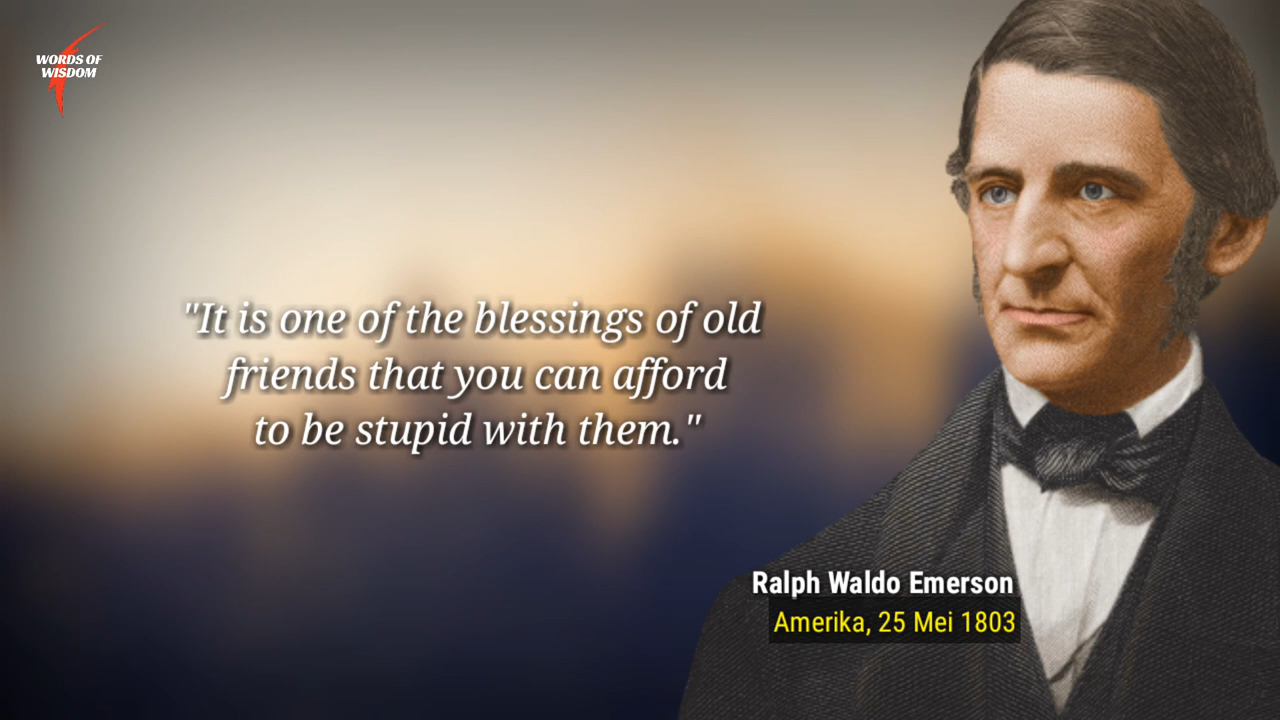 WORDS OF
WISDOM
"It is one of the blessings of old
friends that you can afford
to be stupid with them."
Ralph Waldo Emerson
Amerika, 25 Mei 1803